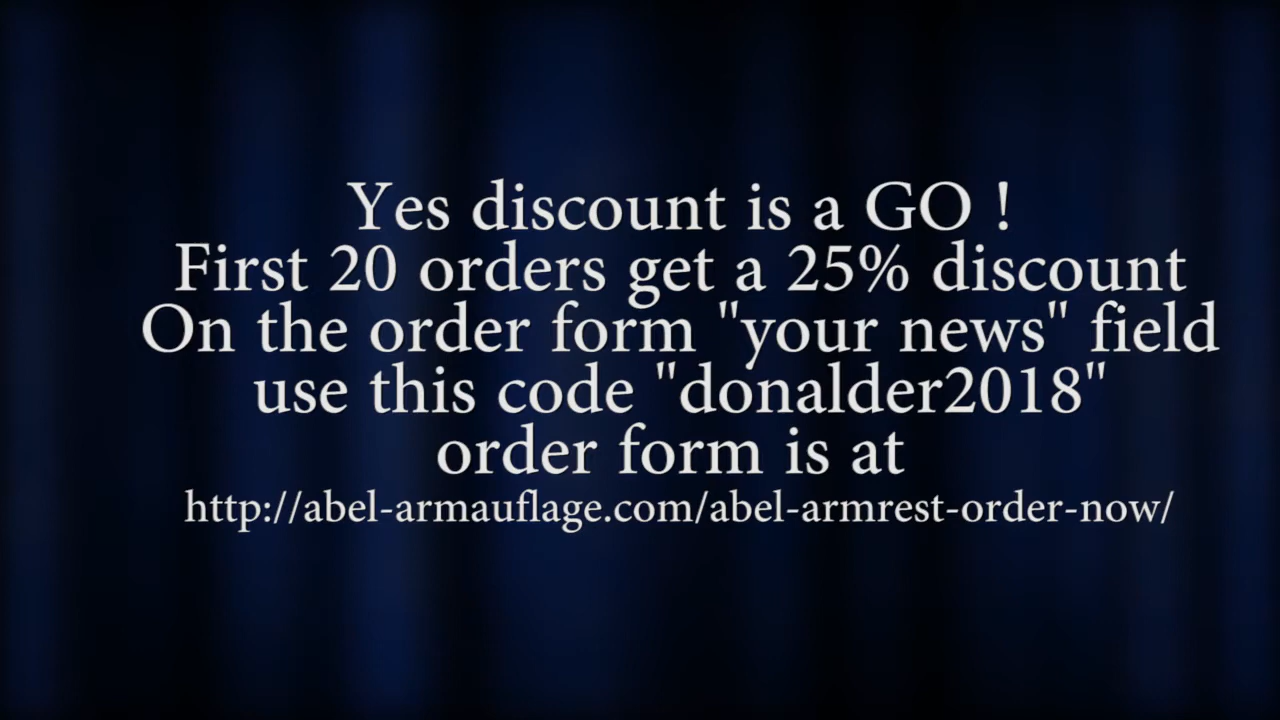 Yes discount is a GO !
First 20 orders get a 25% discount
On the order form "your news" field
use this code "donalder2018"
order form is at
http://abel-armauflage.com/abel-armrest-order-now/